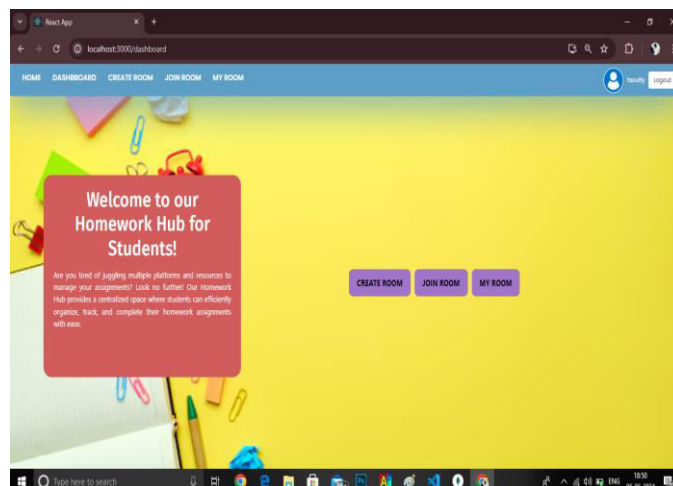 React App
localhost:3000/dashboard
HOME DASHBOARD CREATE ROOM JOIN ROOM MY ROOM faculty Logout
Welcome to our
Homework Hub for
Students!
Are you tired of juggling multiple platforms and resources to
manage your assignments? Look no further! Our Homework
Hub provides a centralized space where students can efficiently
organize, track, and complete their homework assignments
with ease.
CREATE ROOM JOIN ROOM MY ROOM
Type here to search
ENG 18:50